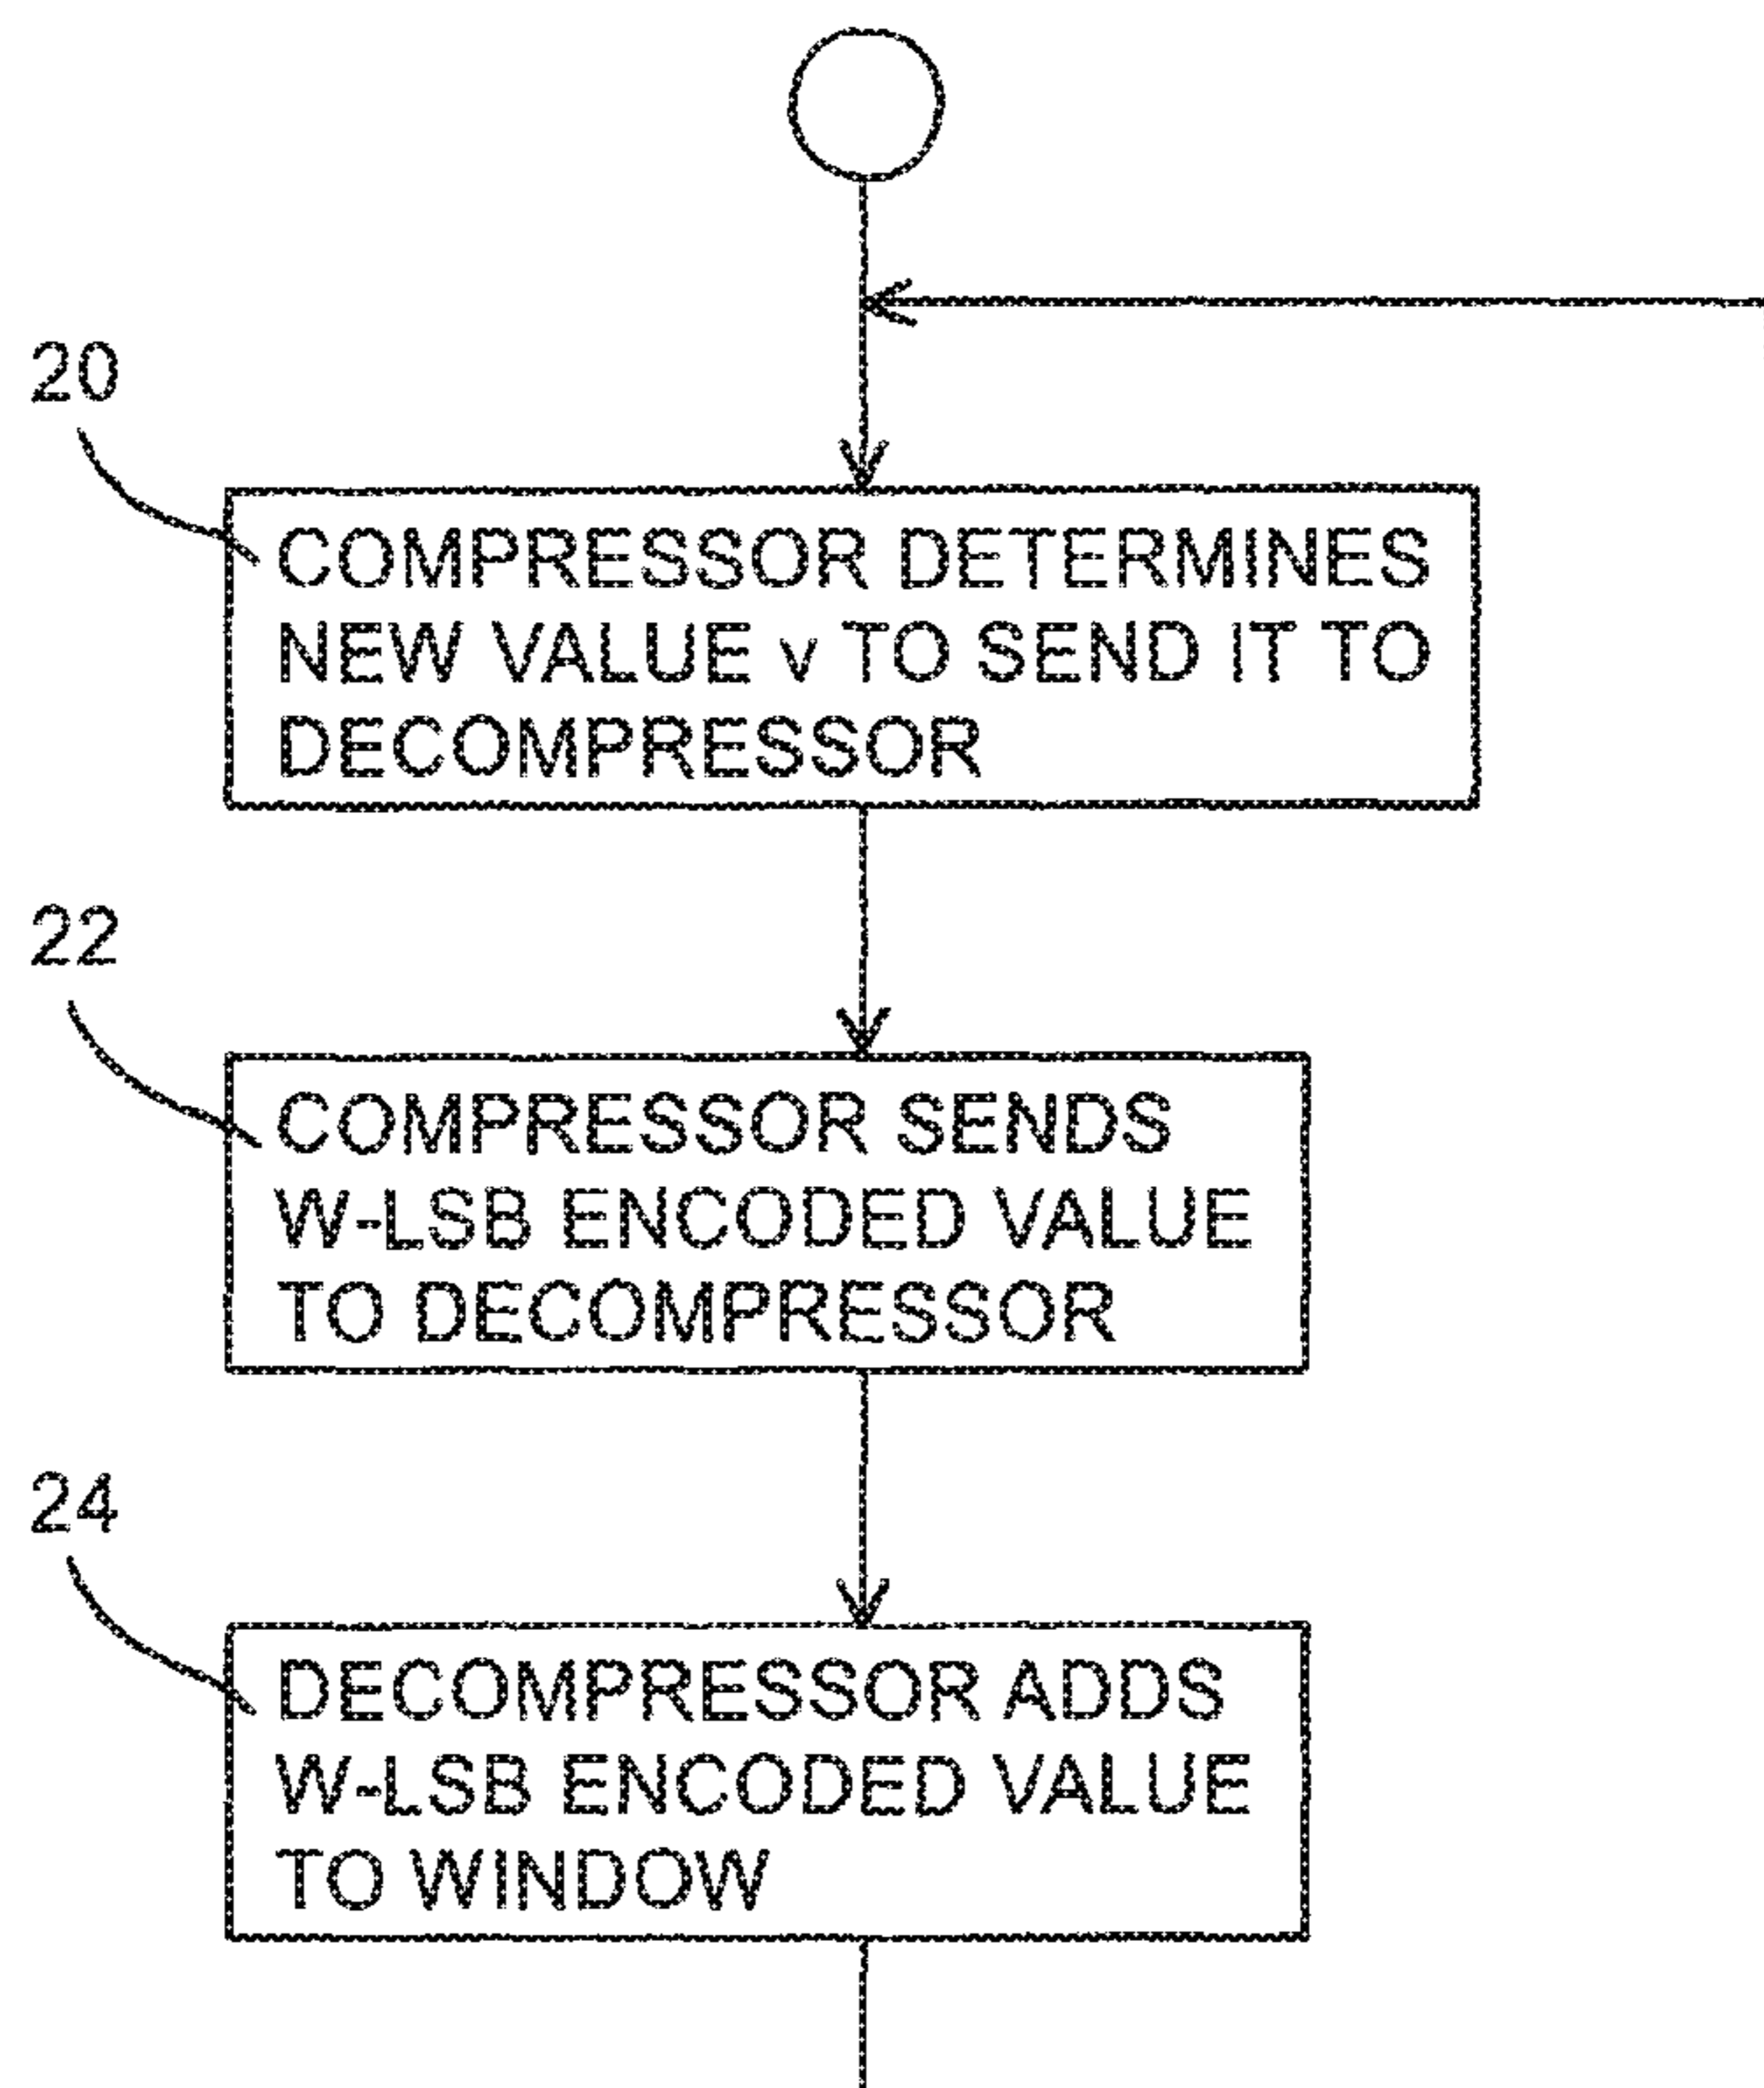 20
COMPRESSOR DETERMINES
NEW VALUE v TO SEND IT TO
DECOMPRESSOR
22
COMPRESSOR SENDS
W-LSB ENCODED VALUE
TO DECOMPRESSOR
24
DECOMPRESSOR ADDS
W-LSB ENCODED VALUE
TO WINDOW